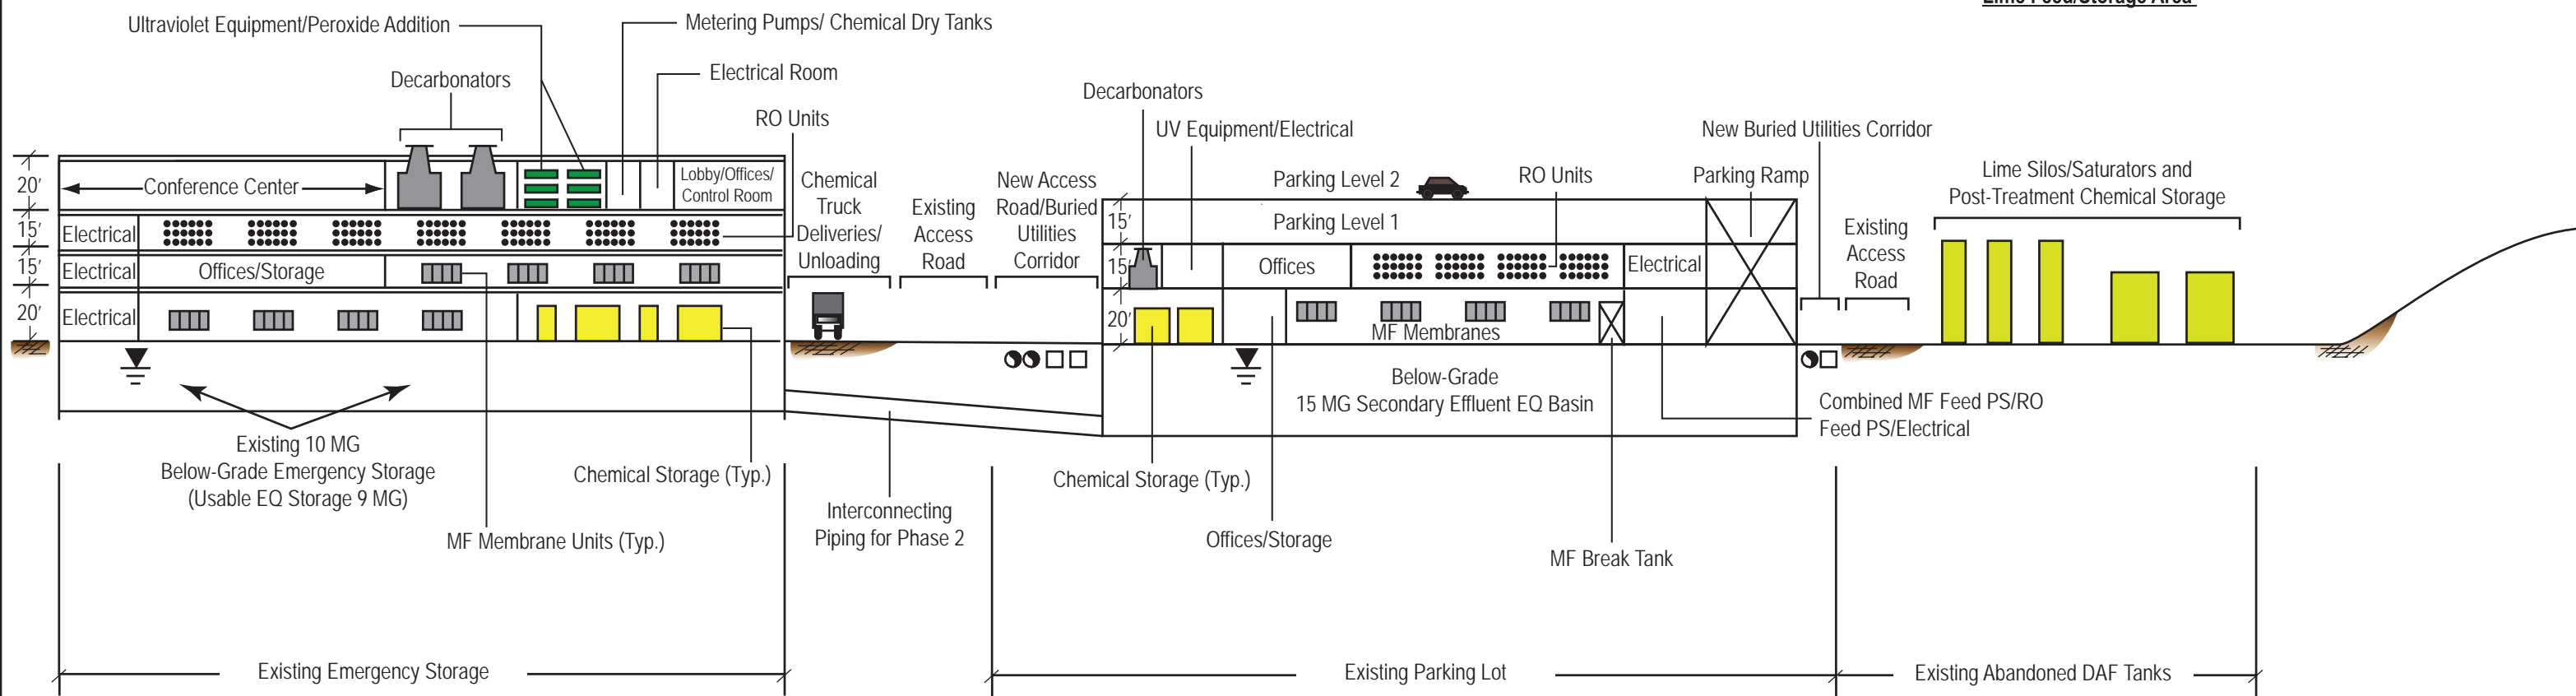 Lime Feed/Storage Area
Ultraviolet Equipment/Peroxide Addition
Metering Pumps/ Chemical Dry Tanks
Decarbonators
Electrical Room
RO Units
20'
Conference Center
Lobby/Offices/
Control Room
15'
Electrical
15'
Electrical
Offices/Storage
20'
Electrical
Chemical
Truck
Deliveries/
Unloading
Existing
Access
Road
New Access
Road/Buried
Utilities
Corridor
Decarbonators
UV Equipment/Electrical
Parking Level 2
RO Units
Parking Ramp
New Buried Utilities Corridor
15'
Parking Level 1
15'
Offices
Electrical
20'
MF Membranes
Existing
Access
Road
Lime Silos/Saturators and
Post-Treatment Chemical Storage
Existing 10 MG
Below-Grade Emergency Storage
(Usable EQ Storage 9 MG)
Chemical Storage (Typ.)
MF Membrane Units (Typ.)
Interconnecting
Piping for Phase 2
Below-Grade
15 MG Secondary Effluent EQ Basin
Combined MF Feed PS/RO
Feed PS/Electrical
Chemical Storage (Typ.)
Offices/Storage
MF Break Tank
Existing Emergency Storage
Existing Parking Lot
Existing Abandoned DAF Tanks